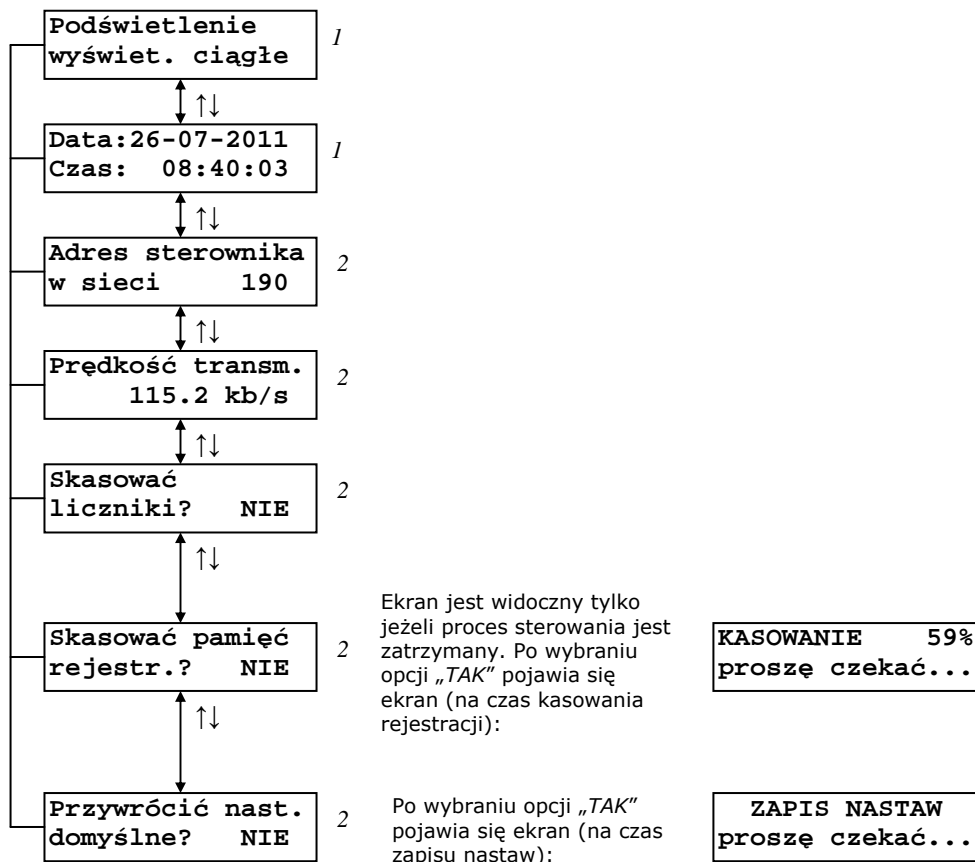 Podświetlenie
wyświet. ciągłe
1
↑↓
Data:26-07-2011
Czas: 08:40:03
1
↑↓
Adres sterownika
w sieci 190
2
↑↓
Prędkość transm.
115.2 kb/s
2
↑↓
Skasować
liczniki? NIE
2
↑↓
Skasować pamięć
rejestr.? NIE
2
Ekran jest widoczny tylko
jeżeli proces sterowania jest
zatrzymany. Po wybraniu
opcji „TAK” pojawia się
ekran (na czas kasowania
rejestracji):
KASOWANIE 59%
proszę czekać...
↑↓
Przywrócić nast.
domyślne? NIE
2
Po wybraniu opcji „TAK”
pojawia się ekran (na czas
zapisu nastaw):
ZAPIS NASTAW
proszę czekać...